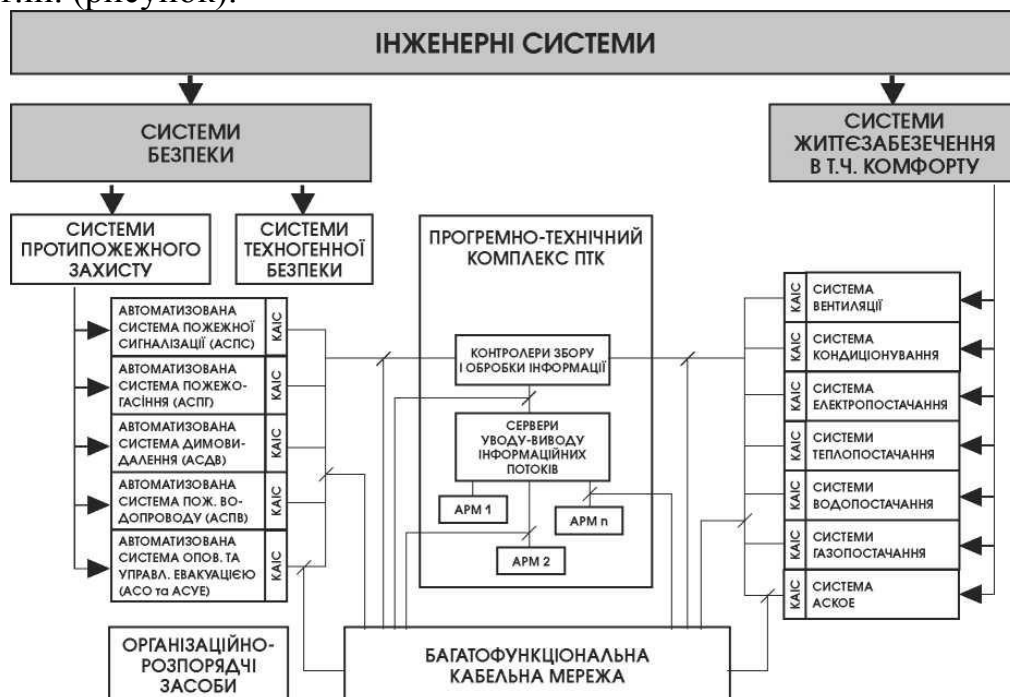 т.ш. (рисунок).
ІНЖЕНЕРНІ СИСТЕМИ
СИСТЕМИ
БЕЗПЕКИ
СИСТЕМИ
ЖИТТЄЗАБЕЗЕЧЕННЯ
В Т.Ч. КОМФОРТУ
СИСТЕМИ
ПРОТИПОЖЕЖНОГО
ЗАХИСТУ
СИСТЕМИ
ТЕХНОГЕННОЇ
БЕЗПЕКИ
АВТОМАТИЗОВАНА
СИСТЕМА ПОЖЕЖНОЇ
СИГНАЛІЗАЦІЇ (АСПС)
КАІС
АВТОМАТИЗОВАНА
СИСТЕМА ПОЖЕЖО-
ГАСІННЯ (АСПГ)
КАІС
АВТОМАТИЗОВАНА
СИСТЕМА ДИМОВИ-
ДАЛЕННЯ (АСДВ)
КАІС
АВТОМАТИЗОВАНА
СИСТЕМА ПОЖ. ВО-
ДОПРОВОДУ (АСПВ)
КАІС
АВТОМАТИЗОВАНА
СИСТЕМА ОПОВ. ТА
УПРАВЛ. ЕВАКУАЦІЄЮ
(АСО та АСУЕ)
КАІС
ПРОГРЕМНО-ТЕХНІЧНИЙ
КОМПЛЕКС ПТК
КОНТРОЛЕРИ ЗБОРУ
І ОБРОБКИ ІНФОРМАЦІЇ
СЕРВЕРИ
УВОДУ-ВИВОДУ
ІНФОРМАЦІЙНИХ
ПОТОКІВ
АРМ 1
АРМ n
АРМ 2
КАІС
СИСТЕМА
ВЕНТИЛЯЦІЇ
КАІС
СИСТЕМА
КОНДИЦІОНУВАННЯ
КАІС
СИСТЕМА
ЕЛЕКТРОПОСТАЧАННЯ
КАІС
СИСТЕМИ
ТЕПЛОПОСТАЧАННЯ
КАІС
СИСТЕМИ
ВОДОПОСТАЧАННЯ
КАІС
СИСТЕМИ
ГАЗОПОСТАЧАННЯ
КАІС
СИСТЕМА
АСКОЕ
ОРГАНІЗАЦІЙНО-
РОЗПОРЯДЧІ
ЗАСОБИ
БАГАТОФУНКЦІОНАЛЬНА
КАБЕЛЬНА МЕРЕЖА